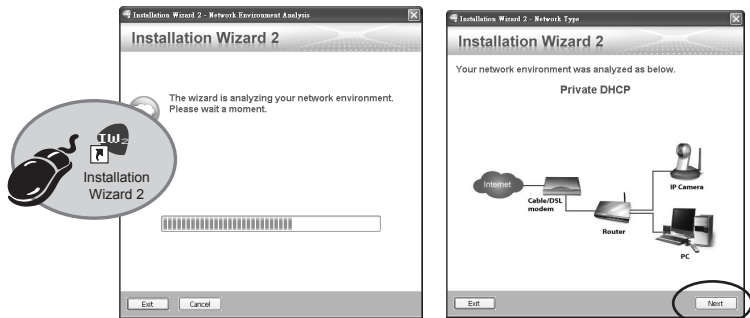 Installation Wizard 2 - Network Environment Analysis
Installation Wizard 2
The wizard is analyzing your network environment.
Please wait a moment.
IW2
Installation
Wizard 2
Exit
Cancel
Installation Wizard 2 - Network Type
Installation Wizard 2
Your network environment was analyzed as below.
Private DHCP
Internet
Cable/DSL
modem
Router
IP Camera
PC
Exit
Next